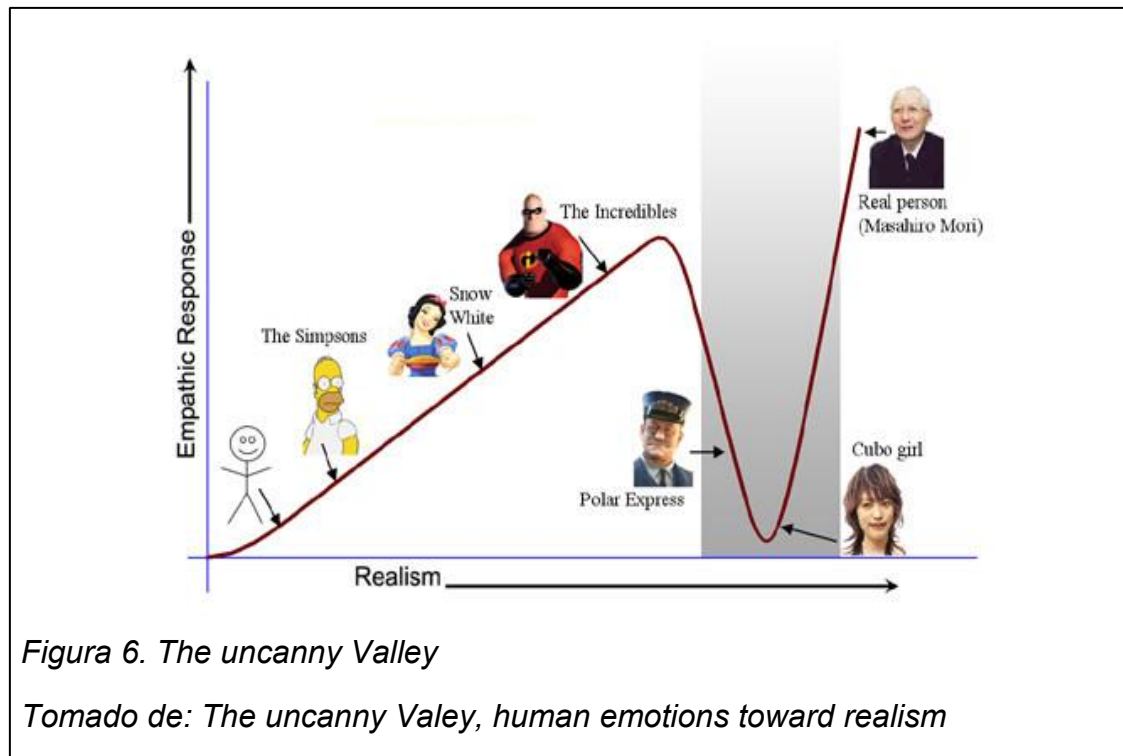 Empathic Response
The Incredibles
Snow
White
The Simpsons
Real person
(Masahiro Mori)
Polar Express
Cubo girl
Realism
Figura 6. The uncanny Valley
Tomado de: The uncanny Valey, human emotions toward realism